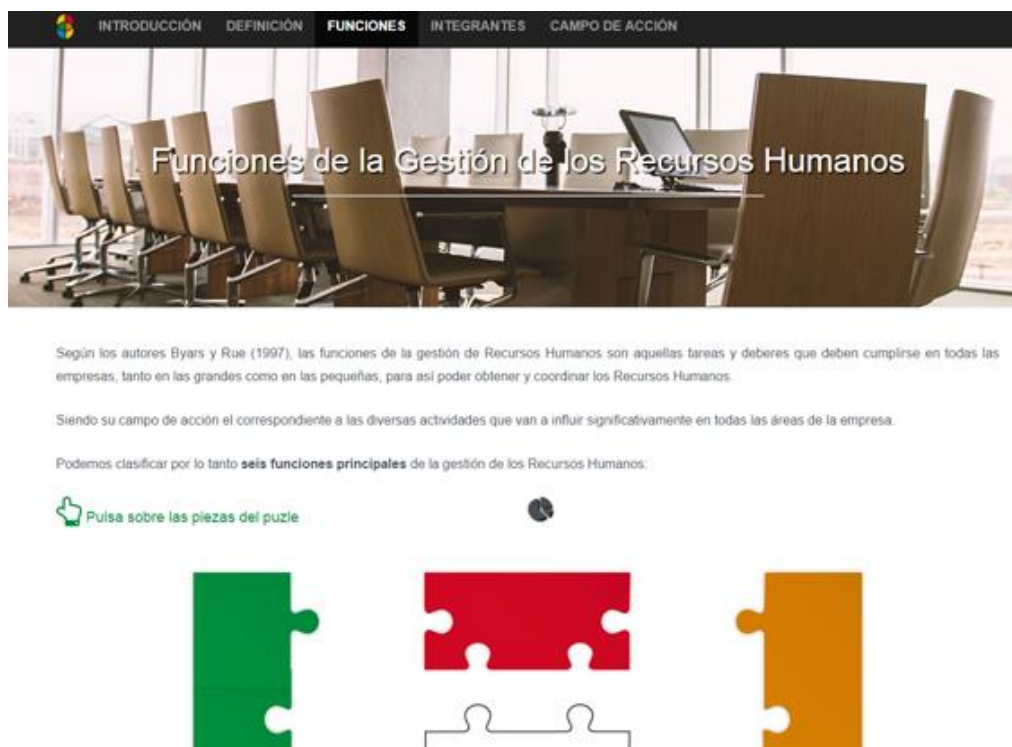 INTRODUCCIÓN DEFINICIÓN FUNCIONES INTEGRANTES CAMPO DE ACCIÓN
Funciones de la Gestión de los Recursos Humanos
Según los autores Byars y Rue (1997), las funciones de la gestión de Recursos Humanos son aquellas tareas y deberes que deben cumplirse en todas las
empresas, tanto en las grandes como en las pequeñas, para así poder obtener y coordinar los Recursos Humanos.
Siendo su campo de acción el correspondiente a las diversas actividades que van a influir significativamente en todas las áreas de la empresa.
Podemos clasificar por lo tanto seis funciones principales de la gestión de los Recursos Humanos:
Pulsa sobre las piezas del puzle